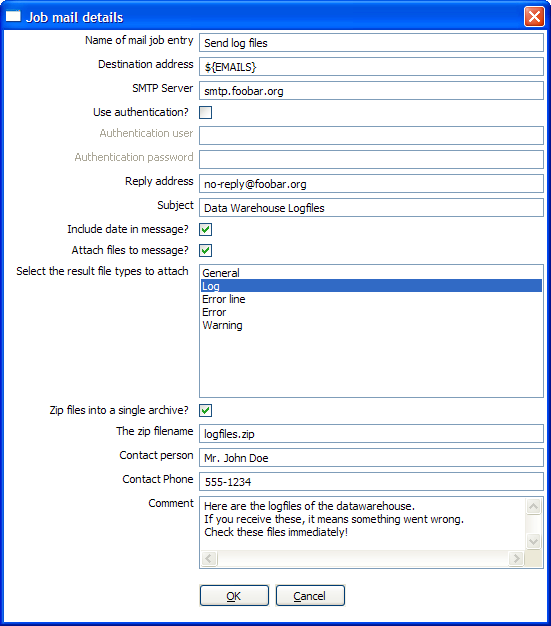 Job mail details
Name of mail job entry Send log files
Destination address ${EMAILS}
SMTP Server smtp.foobar.org
Use authentication?
Authentication user
Authentication password
Reply address no-reply@foobar.org
Subject Data Warehouse Logfiles
Include date in message?
Attach files to message?
Select the result file types to attach General
Log
Error line
Error
Warning
Zip files into a single archive?
The zip filename logfiles.zip
Contact person Mr. John Doe
Contact Phone 555-1234
Comment Here are the logfiles of the datawarehouse.
If you receive these, it means something went wrong.
Check these files immediately!
OK Cancel